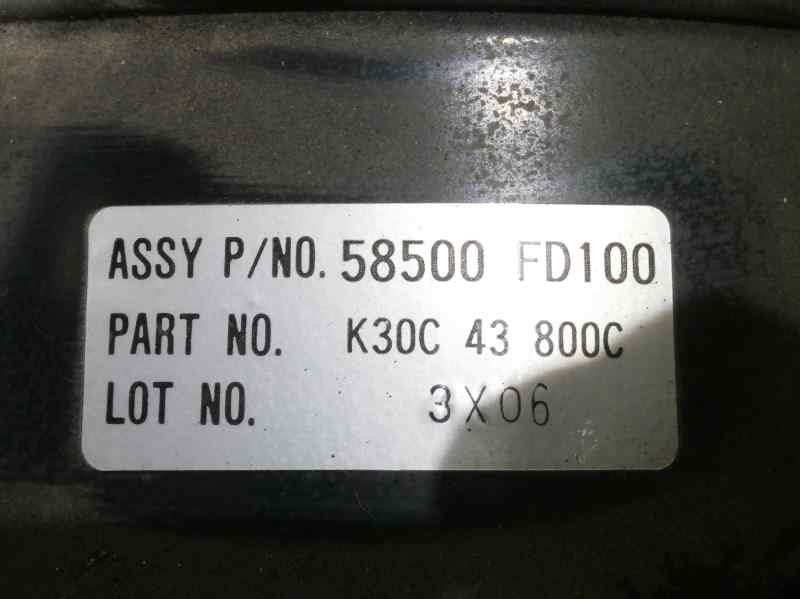 ASSY P/NO. 58500 FD100
PART NO. K30C 43 800C
LOT NO. 3X06